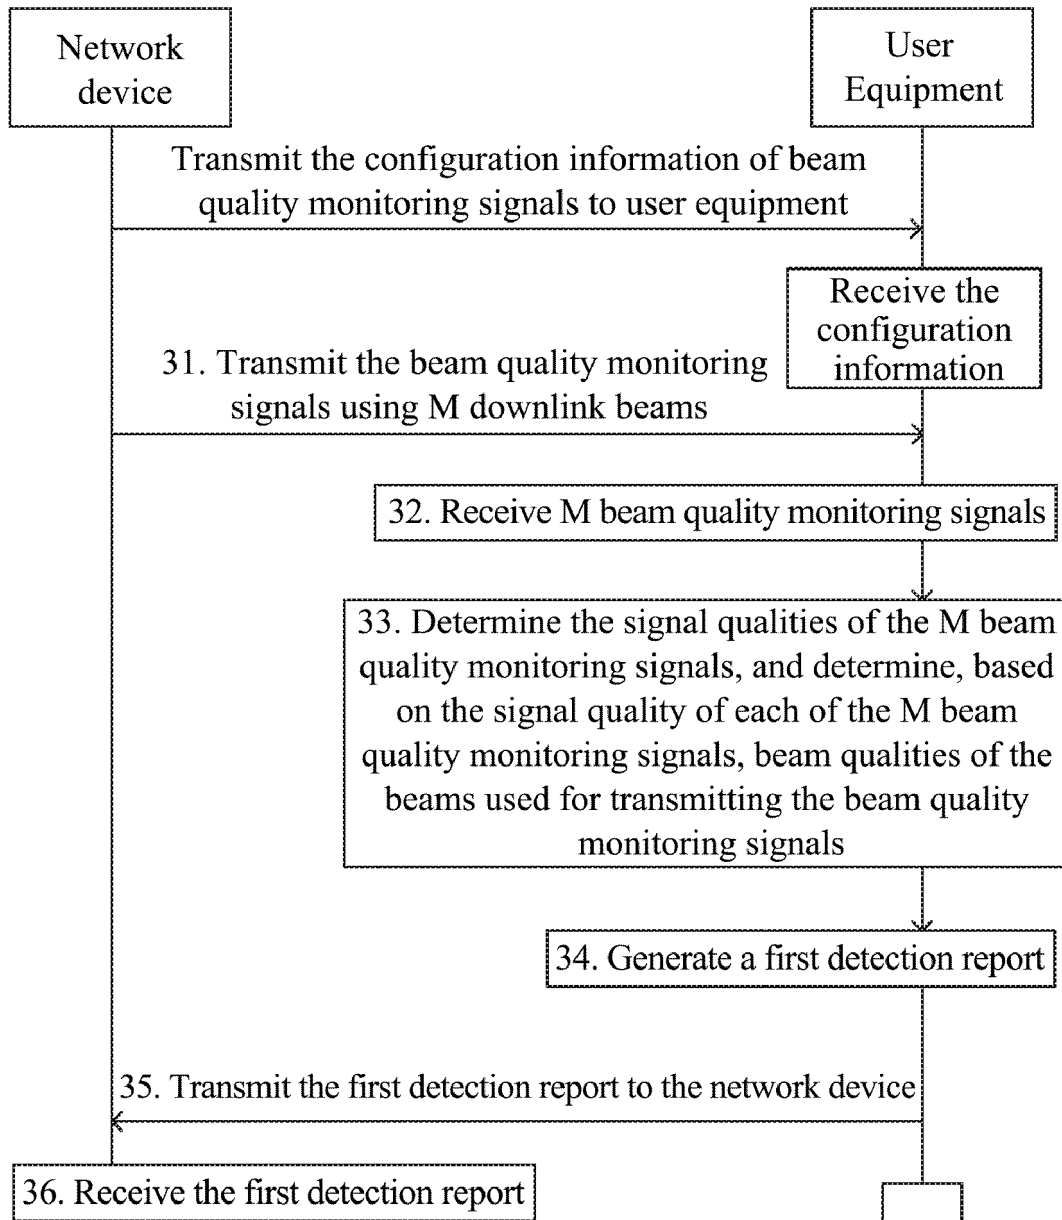 Network
device
User
Equipment
Transmit the configuration information of beam
quality monitoring signals to user equipment
Receive the
configuration
information
31. Transmit the beam quality monitoring
signals using M downlink beams
32. Receive M beam quality monitoring signals
33. Determine the signal qualities of the M beam
quality monitoring signals, and determine, based
on the signal quality of each of the M beam
quality monitoring signals, beam qualities of the
beams used for transmitting the beam quality
monitoring signals
34. Generate a first detection report
35. Transmit the first detection report to the network device
36. Receive the first detection report